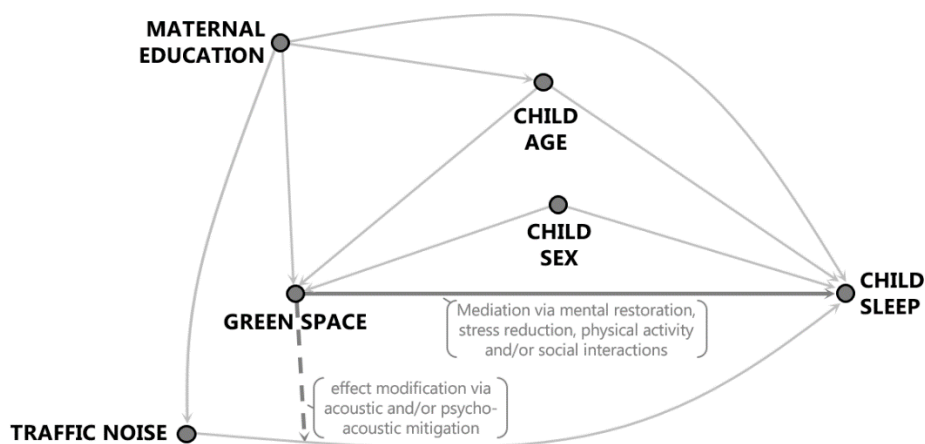 MATERNAL
EDUCATION
CHILD
AGE
CHILD
SEX
GREEN SPACE
CHILD
SLEEP
Mediation via mental restoration,
stress reduction, physical activity
and/or social interactions
effect modification via
acoustic and/or psycho-
acoustic mitigation
TRAFFIC NOISE